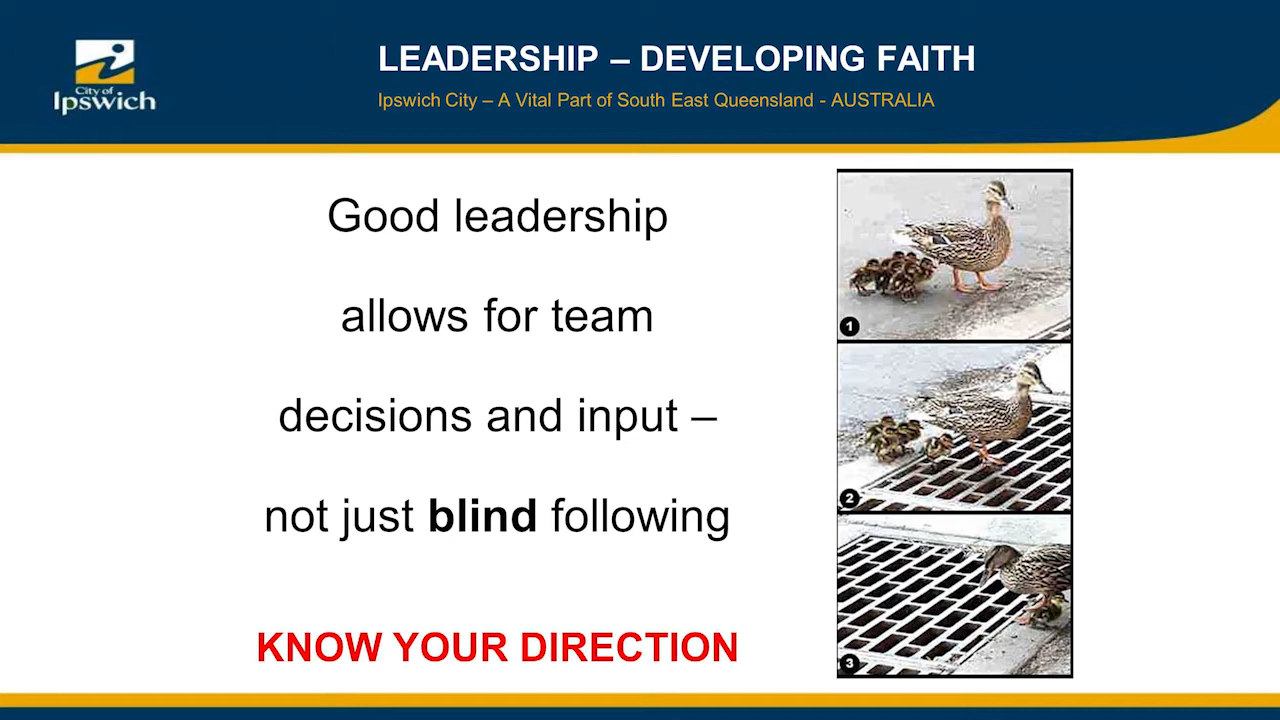 City of
Ipswich
LEADERSHIP – DEVELOPING FAITH
Ipswich City – A Vital Part of South East Queensland - AUSTRALIA
Good leadership
allows for team
decisions and input –
not just blind following
KNOW YOUR DIRECTION
1
2
3